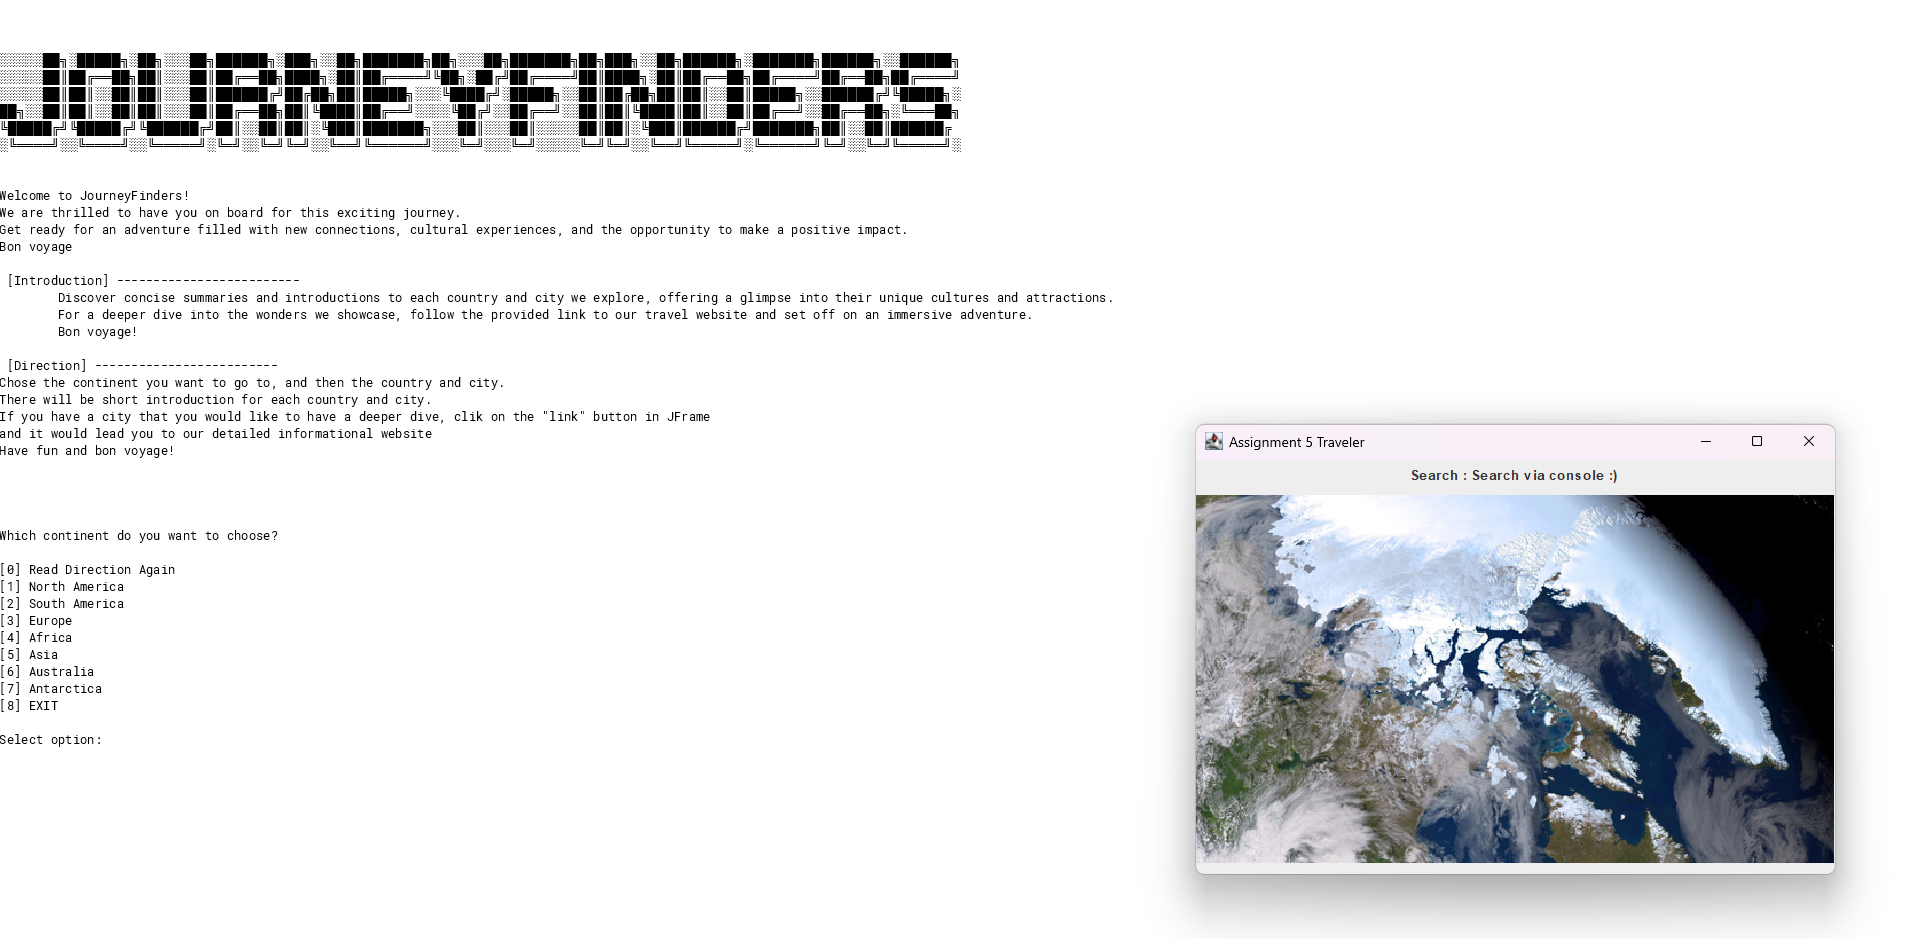 JOURNEYFINDERS
Welcome to JourneyFinders!
We are thrilled to have you on board for this exciting journey.
Get ready for an adventure filled with new connections, cultural experiences, and the opportunity to make a positive impact.
Bon voyage
[Introduction] -------------------------
Discover concise summaries and introductions to each country and city we explore, offering a glimpse into their unique cultures and attractions.
For a deeper dive into the wonders we showcase, follow the provided link to our travel website and set off on an immersive adventure.
Bon voyage!
[Direction] -------------------------
Chose the continent you want to go to, and then the country and city.
There will be short introduction for each country and city.
If you have a city that you would like to have a deeper dive, clik on the "link" button in JFrame
and it would lead you to our detailed informational website
Have fun and bon voyage!
Which continent do you want to choose?
[0] Read Direction Again
[1] North America
[2] South America
[3] Europe
[4] Africa
[5] Asia
[6] Australia
[7] Antarctica
[8] EXIT
Select option:
Assignment 5 Traveler
Search : Search via console :)